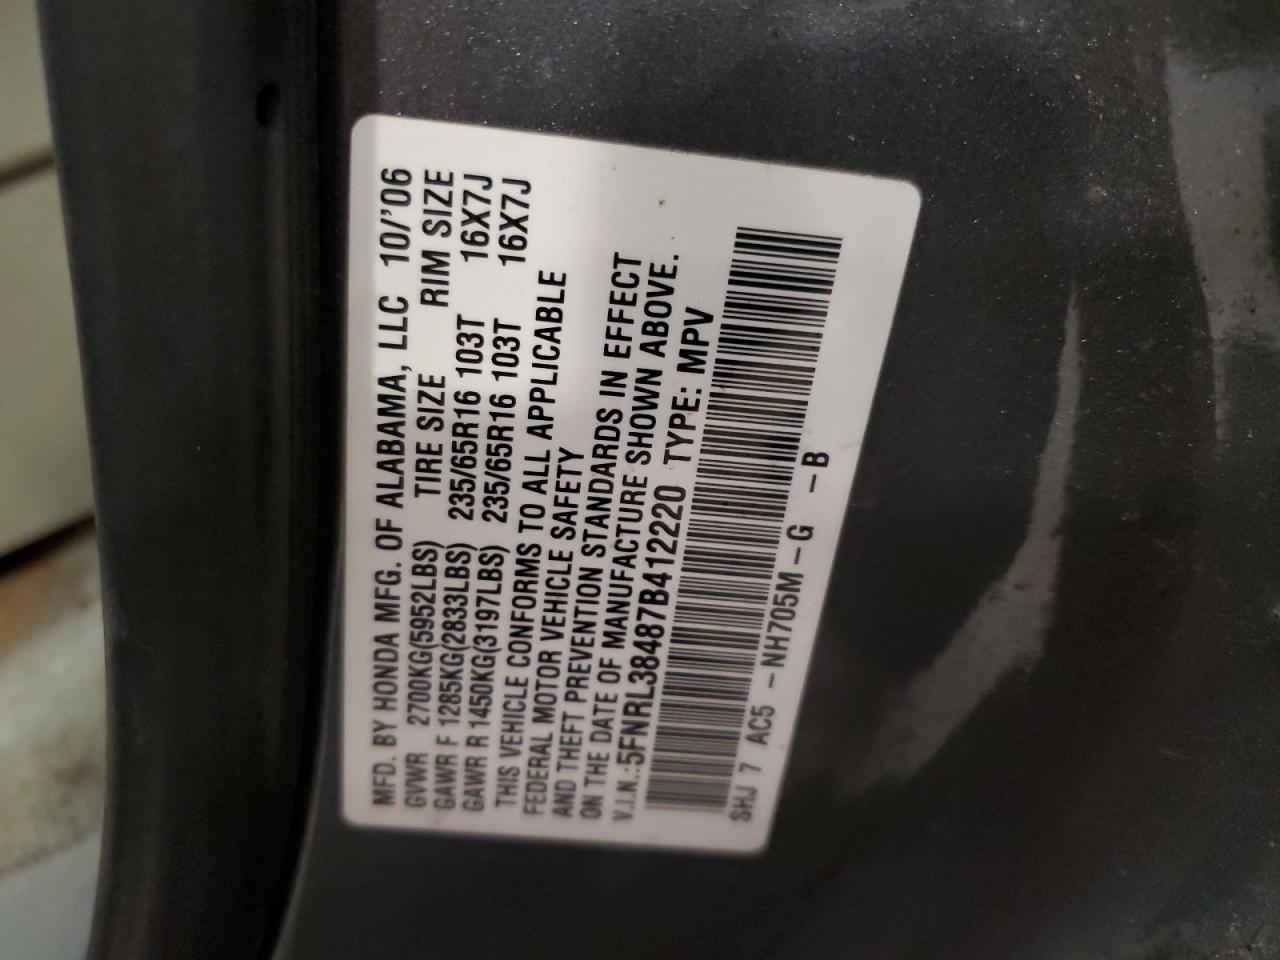 MFD. BY HONDA MFG. OF ALABAMA, LLC 10/'06
GVWR 2700KG(5952LBS) TIRE SIZE RIM SIZE
GAWR F 1285KG(2833LBS) 235/65R16 103T 16X7J
GAWR R 1450KG(3197LBS) 235/65R16 103T 16X7J
THIS VEHICLE CONFORMS TO ALL APPLICABLE
FEDERAL MOTOR VEHICLE SAFETY
AND THEFT PREVENTION STANDARDS IN EFFECT
ON THE DATE OF MANUFACTURE SHOWN ABOVE.
V.I.N.:5FNRL38487B412220 TYPE: MPV
SHJ 7 AC5 -NH705M-G -B